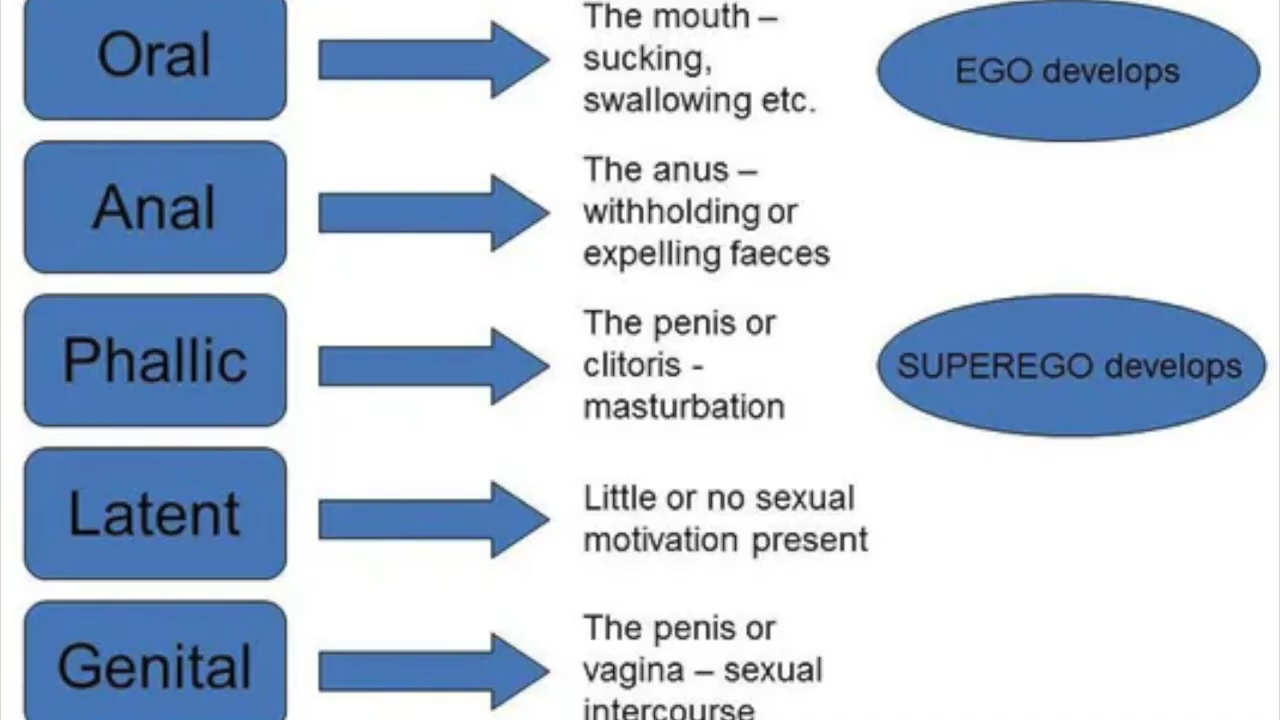 Oral
The mouth –
sucking,
swallowing etc.
EGO develops
Anal
The anus –
withholding or
expelling faeces
Phallic
The penis or
clitoris -
masturbation
SUPEREGO develops
Latent
Little or no sexual
motivation present
Genital
The penis or
vagina – sexual
intercourse